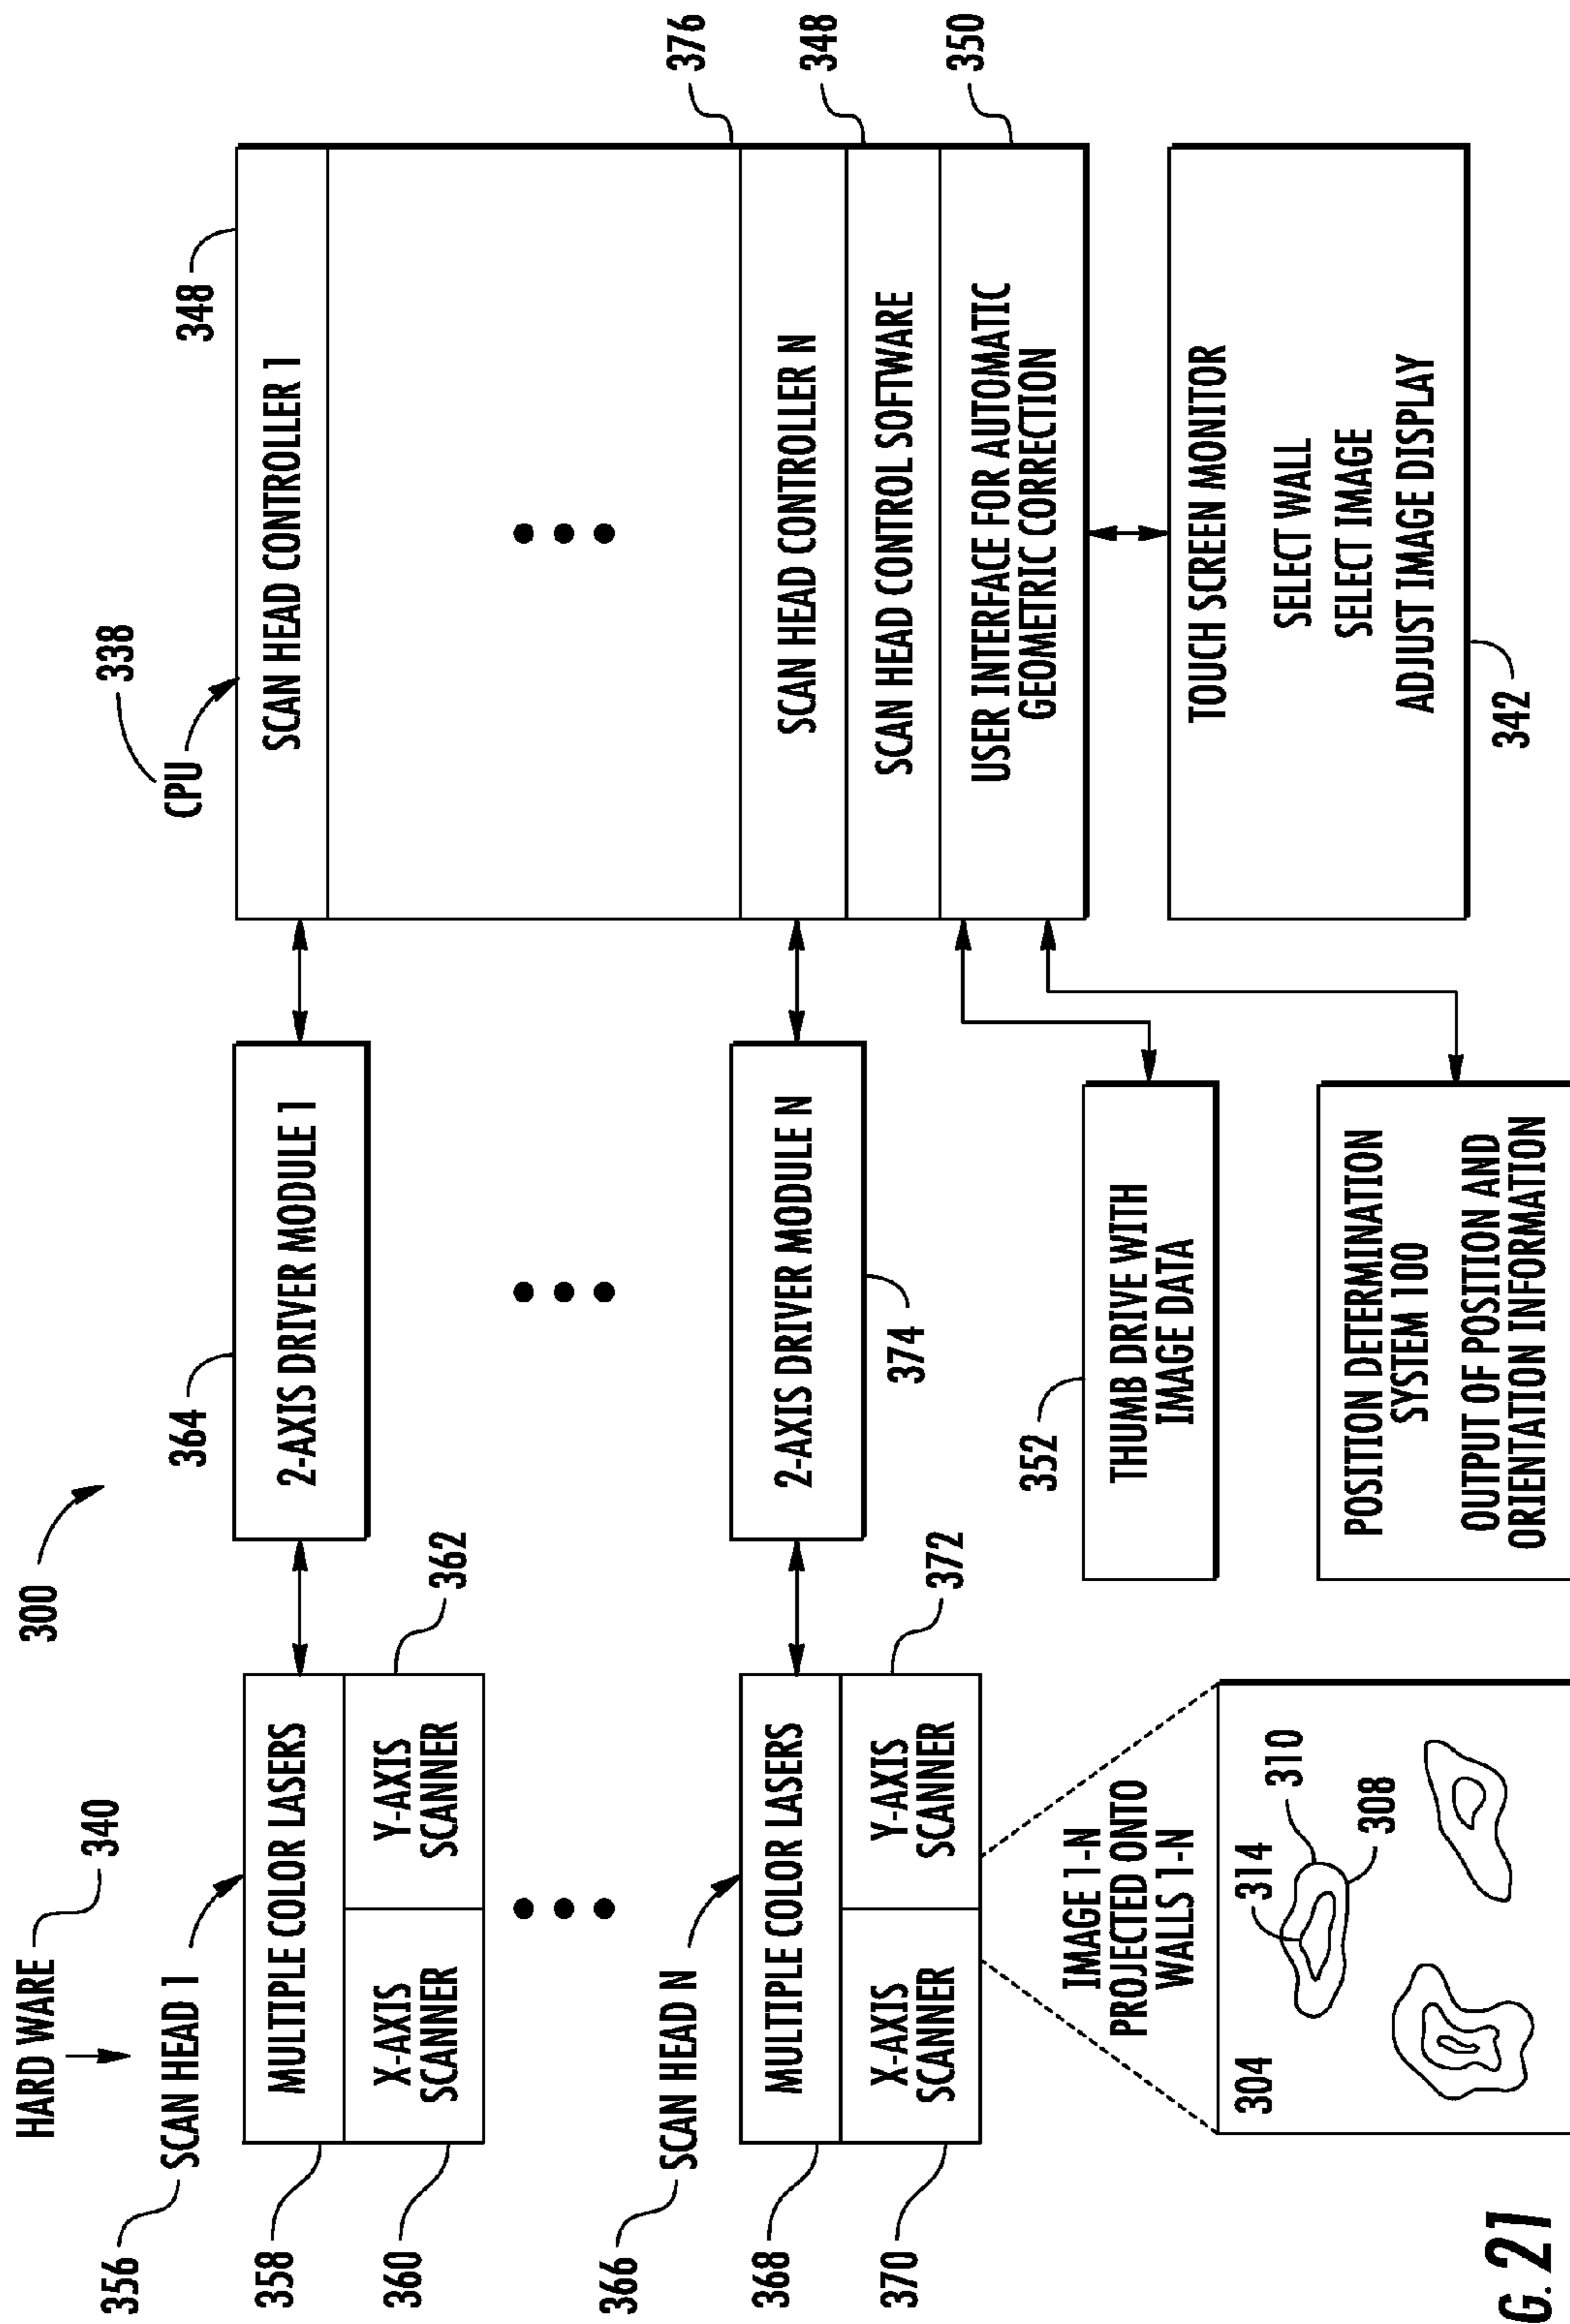 300
HARD WARE
340
356
SCAN HEAD 1
358
MULTIPLE COLOR LASERS
360
X-AXIS
SCANNER
Y-AXIS
SCANNER
362
364
2-AXIS DRIVER MODULE 1
CPU
338
348
SCAN HEAD CONTROLLER 1
366
SCAN HEAD N
368
MULTIPLE COLOR LASERS
370
X-AXIS
SCANNER
Y-AXIS
SCANNER
372
2-AXIS DRIVER MODULE N
374
SCAN HEAD CONTROLLER N
376
SCAN HEAD CONTROL SOFTWARE
348
USER INTERFACE FOR AUTOMATIC
GEOMETRIC CORRECTION
350
IMAGE 1-N
PROJECTED ONTO
WALLS 1-N
304
314
310
308
352
THUMB DRIVE WITH
IMAGE DATA
POSITION DETERMINATION
SYSTEM 100
OUTPUT OF POSITION AND
ORIENTATION INFORMATION
TOUCH SCREEN MONITOR
SELECT WALL
SELECT IMAGE
ADJUST IMAGE DISPLAY
342
G. 21